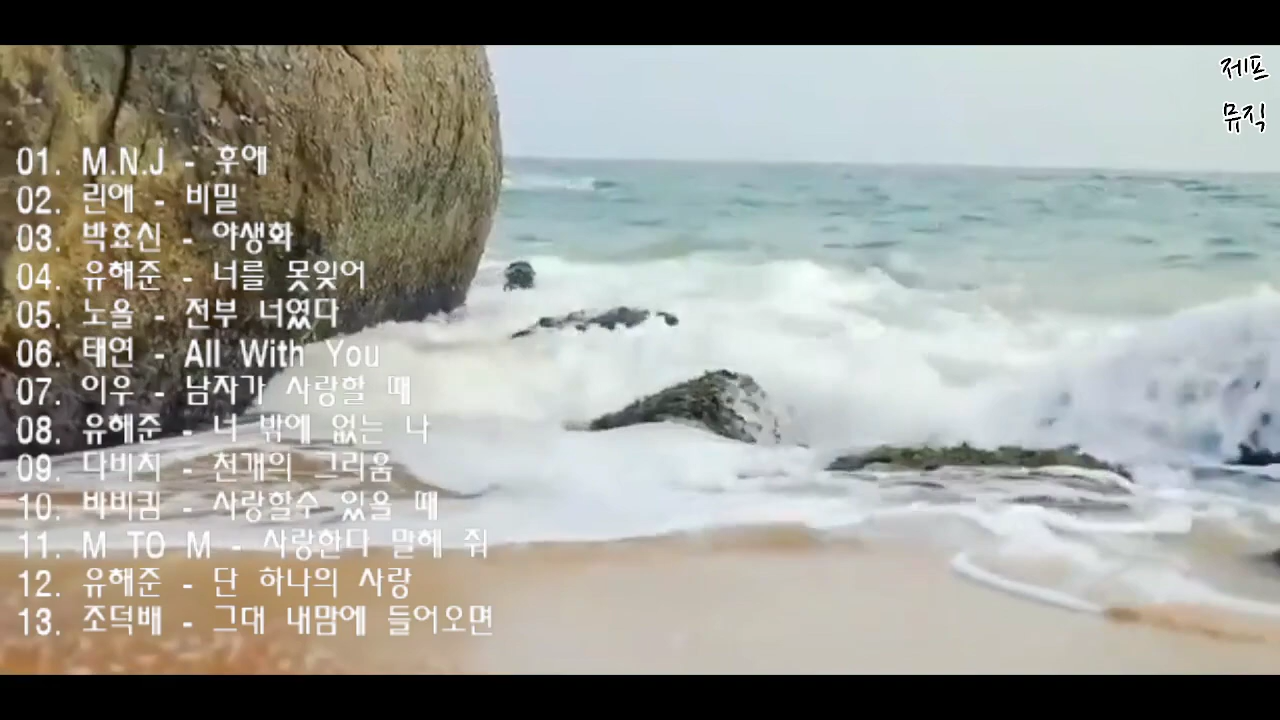 제프
뮤직
01. M.N.J - 후애
02. 린애 - 비밀
03. 박효신 - 야생화
04. 유해준 - 너를 못잊어
05. 노을 - 전부 너였다
06. 태연 - All With You
07. 이우 - 남자가 사랑할 때
08. 유해준 - 너 밖에 없는 나
09. 다비치 - 천개의 그리움
10. 바비킴 - 사랑할수 있을 때
11. M TO M - 사랑한다 말해 줘
12. 유해준 - 단 하나의 사랑
13. 조덕배 - 그대 내맘에 들어오면